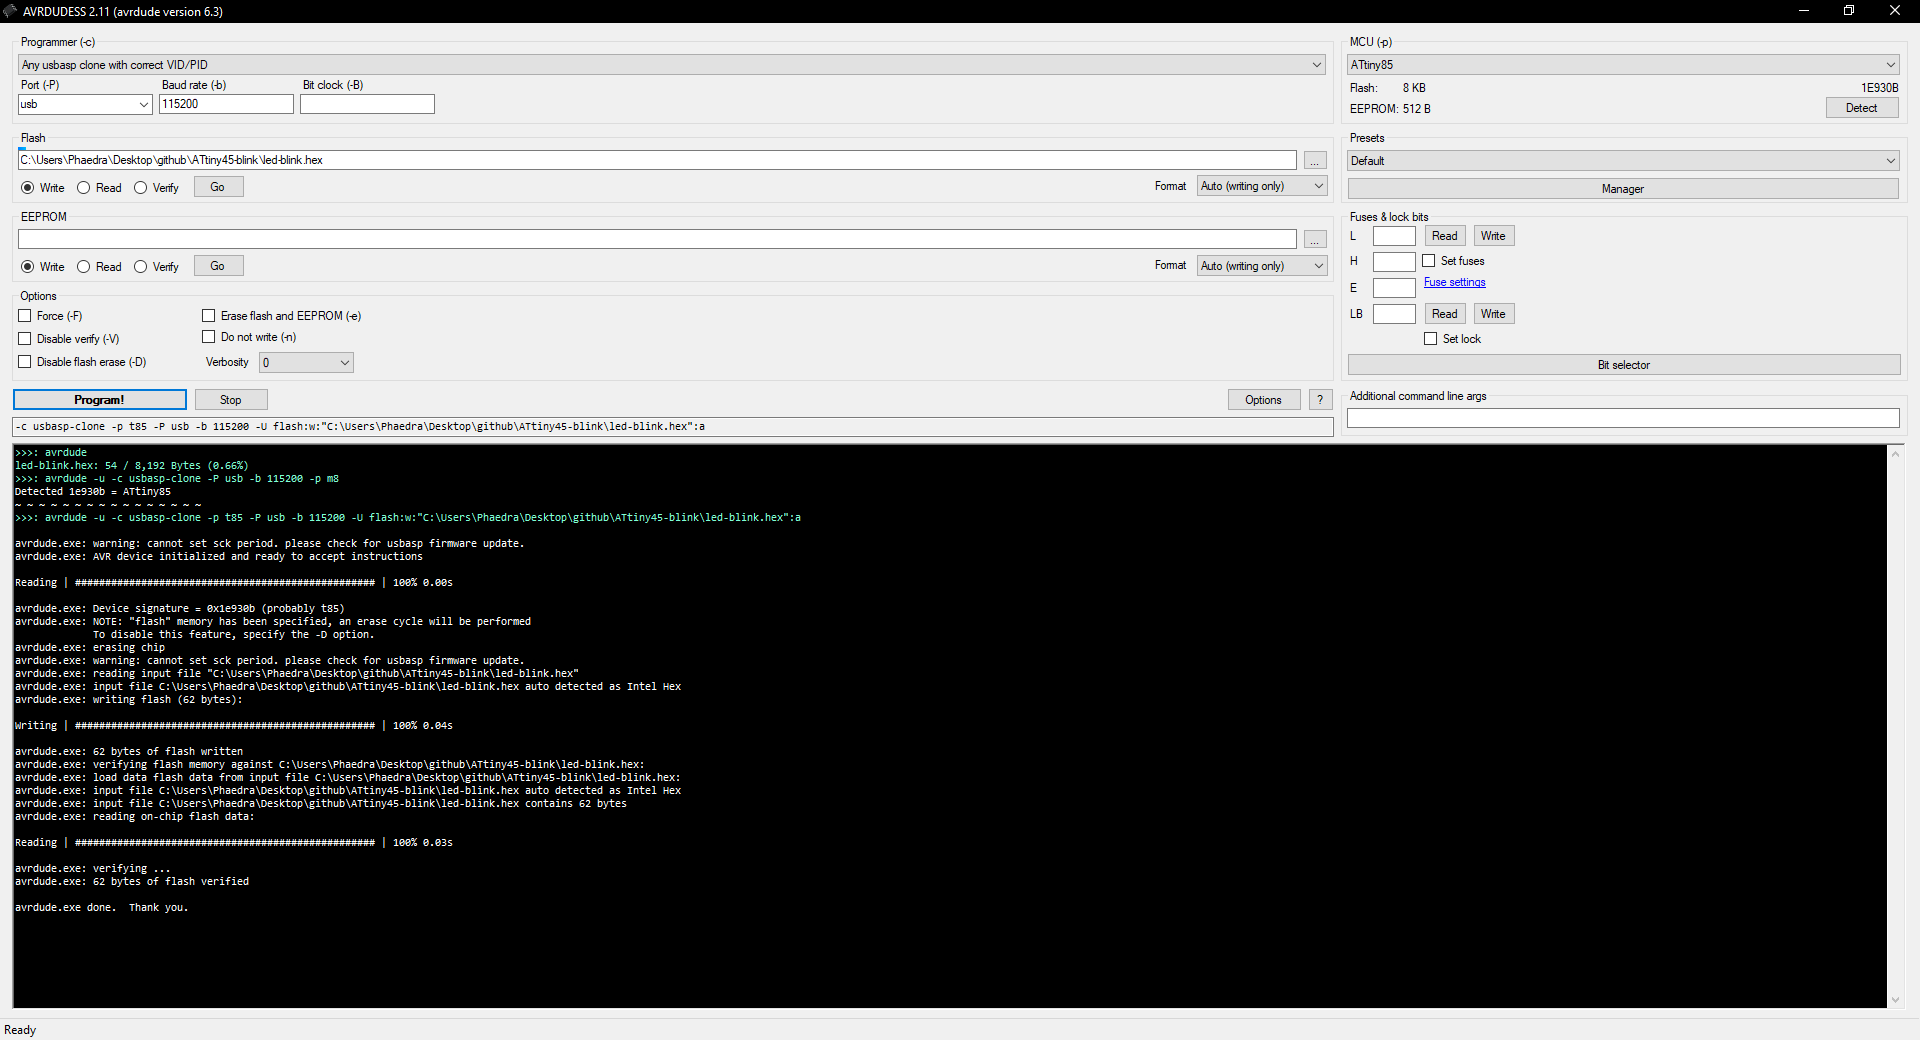 AVRDUDESS 2.11 (avrdude version 6.3)
Programmer (-c)
Any usbasp clone with correct VID/PID
Port (-P)
Baud rate (-b)
Bit clock (-B)
usb
115200
Flash
C:\Users\Phaedra\Desktop\github\ATtiny45-blink\led-blink.hex
...
Write
Read
Verify
Go
Format
Auto (writing only)
EEPROM
...
Write
Read
Verify
Go
Format
Auto (writing only)
Options
Force (-F)
Erase flash and EEPROM (-e)
Disable verify (-V)
Do not write (-n)
Disable flash erase (-D)
Verbosity
0
Program!
Stop
Options
?
-c usbasp-clone -p t85 -P usb -b 115200 -U flash:w:"C:\Users\Phaedra\Desktop\github\ATtiny45-blink\led-blink.hex":a
MCU (-p)
ATtiny85
Flash: 8 KB
1E930B
EEPROM: 512 B
Detect
Presets
Default
Manager
Fuses & lock bits
L
Read
Write
H
Set fuses
E
Fuse settings
LB
Read
Write
Set lock
Bit selector
Additional command line args
>>>: avrdude
led-blink.hex: 54 / 8,192 Bytes (0.66%)
>>>: avrdude -u -c usbasp-clone -P usb -b 115200 -p m8
Detected 1e930b = ATtiny85
~ ~ ~ ~ ~ ~ ~ ~ ~ ~ ~ ~ ~ ~ ~ ~
>>>: avrdude -u -c usbasp-clone -p t85 -P usb -b 115200 -U flash:w:"C:\Users\Phaedra\Desktop\github\ATtiny45-blink\led-blink.hex":a
avrdude.exe: warning: cannot set sck period. please check for usbasp firmware update.
avrdude.exe: AVR device initialized and ready to accept instructions
Reading | ################################################## | 100% 0.00s
avrdude.exe: Device signature = 0x1e930b (probably t85)
avrdude.exe: NOTE: "flash" memory has been specified, an erase cycle will be performed
To disable this feature, specify the -D option.
avrdude.exe: erasing chip
avrdude.exe: warning: cannot set sck period. please check for usbasp firmware update.
avrdude.exe: reading input file "C:\Users\Phaedra\Desktop\github\ATtiny45-blink\led-blink.hex"
avrdude.exe: input file C:\Users\Phaedra\Desktop\github\ATtiny45-blink\led-blink.hex auto detected as Intel Hex
avrdude.exe: writing flash (62 bytes):
Writing | ################################################## | 100% 0.04s
avrdude.exe: 62 bytes of flash written
avrdude.exe: verifying flash memory against C:\Users\Phaedra\Desktop\github\ATtiny45-blink\led-blink.hex:
avrdude.exe: load data flash data from input file C:\Users\Phaedra\Desktop\github\ATtiny45-blink\led-blink.hex:
avrdude.exe: input file C:\Users\Phaedra\Desktop\github\ATtiny45-blink\led-blink.hex auto detected as Intel Hex
avrdude.exe: input file C:\Users\Phaedra\Desktop\github\ATtiny45-blink\led-blink.hex contains 62 bytes
avrdude.exe: reading on-chip flash data:
Reading | ################################################## | 100% 0.03s
avrdude.exe: verifying ...
avrdude.exe: 62 bytes of flash verified
avrdude.exe done.  Thank you.
Ready